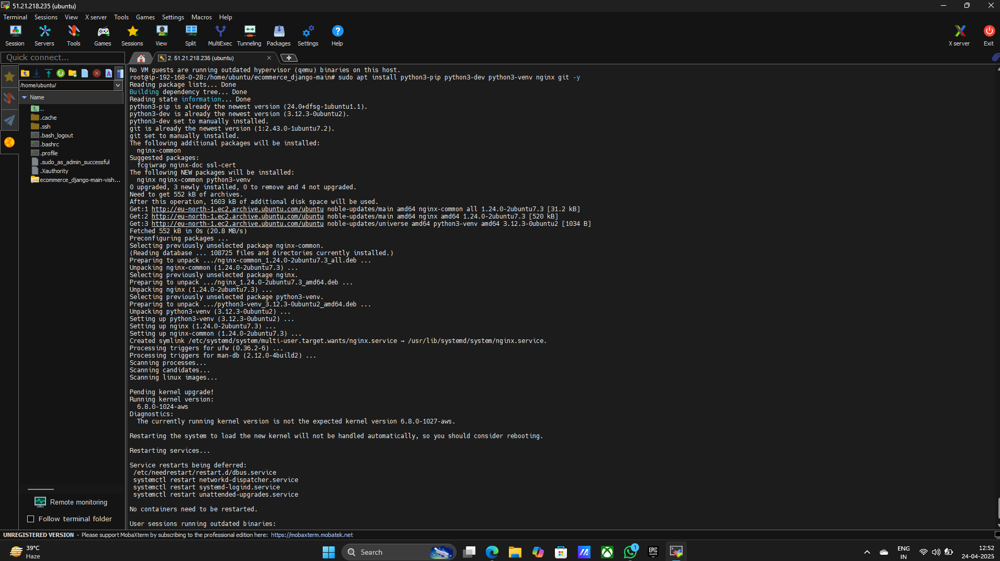 51.21.218.235 (ubuntu)
Terminal Sessions View X server Tools Games Settings Macros Help
Session Servers Tools Games Sessions View Split MultiExec Tunneling Packages Settings Help X server Exit
Quick connect...
2. 51.21.218.235 (ubuntu)
/home/ubuntu/
Name
..
.cache
.ssh
.bash_logout
.bashrc
.profile
.sudo_as_admin_successful
.Xauthority
ecommerce_django-main-vish...
Remote monitoring
Follow terminal folder
No VM guests are running outdated hypervisor (qemu) binaries on this host.
root@ip-192-168-0-28:/home/ubuntu/ecommerce_django-main# sudo apt install python3-pip python3-dev python3-venv nginx git -y
Reading package lists... Done
Building dependency tree... Done
Reading state information... Done
python3-pip is already the newest version (24.0+dfsg-1ubuntu1.1).
python3-dev is already the newest version (3.12.3-0ubuntu2).
python3-dev set to manually installed.
git is already the newest version (1:2.43.0-1ubuntu7.2).
git set to manually installed.
The following additional packages will be installed:
nginx-common
Suggested packages:
fcgiwrap nginx-doc ssl-cert
The following NEW packages will be installed:
nginx nginx-common python3-venv
0 upgraded, 3 newly installed, 0 to remove and 4 not upgraded.
Need to get 552 kB of archives.
After this operation, 1603 kB of additional disk space will be used.
Get:1 http://eu-north-1.ec2.archive.ubuntu.com/ubuntu noble-updates/main amd64 nginx-common all 1.24.0-2ubuntu7.3 [31.2 kB]
Get:2 http://eu-north-1.ec2.archive.ubuntu.com/ubuntu noble-updates/main amd64 nginx amd64 1.24.0-2ubuntu7.3 [520 kB]
Get:3 http://eu-north-1.ec2.archive.ubuntu.com/ubuntu noble-updates/universe amd64 python3-venv amd64 3.12.3-0ubuntu2 [1034 B]
Fetched 552 kB in 0s (20.8 MB/s)
Preconfiguring packages ...
Selecting previously unselected package nginx-common.
(Reading database ... 108725 files and directories currently installed.)
Preparing to unpack .../nginx-common_1.24.0-2ubuntu7.3_all.deb ...
Unpacking nginx-common (1.24.0-2ubuntu7.3) ...
Selecting previously unselected package nginx.
Preparing to unpack .../nginx_1.24.0-2ubuntu7.3_amd64.deb ...
Unpacking nginx (1.24.0-2ubuntu7.3) ...
Selecting previously unselected package python3-venv.
Preparing to unpack .../python3-venv_3.12.3-0ubuntu2_amd64.deb ...
Unpacking python3-venv (3.12.3-0ubuntu2) ...
Setting up python3-venv (3.12.3-0ubuntu2) ...
Setting up nginx (1.24.0-2ubuntu7.3) ...
Setting up nginx-common (1.24.0-2ubuntu7.3) ...
Created symlink /etc/systemd/system/multi-user.target.wants/nginx.service → /usr/lib/systemd/system/nginx.service.
Processing triggers for ufw (0.36.2-6) ...
Processing triggers for man-db (2.12.0-4build2) ...
Scanning processes...
Scanning candidates...
Scanning linux images...
Pending kernel upgrade!
Running kernel version:
6.8.0-1024-aws
Diagnostics:
The currently running kernel version is not the expected kernel version 6.8.0-1027-aws.
Restarting the system to load the new kernel will not be handled automatically, so you should consider rebooting.
Restarting services...
Service restarts being deferred:
/etc/needrestart/restart.d/dbus.service
systemctl restart networkd-dispatcher.service
systemctl restart systemd-logind.service
systemctl restart unattended-upgrades.service
No containers need to be restarted.
User sessions running outdated binaries:
UNREGISTERED VERSION - Please support MobaXterm by subscribing to the professional edition here: https://mobaxterm.mobatek.net
39°C
Haze
Search
1
EPIC GAMES
ENG
IN
12:52
24-04-2025